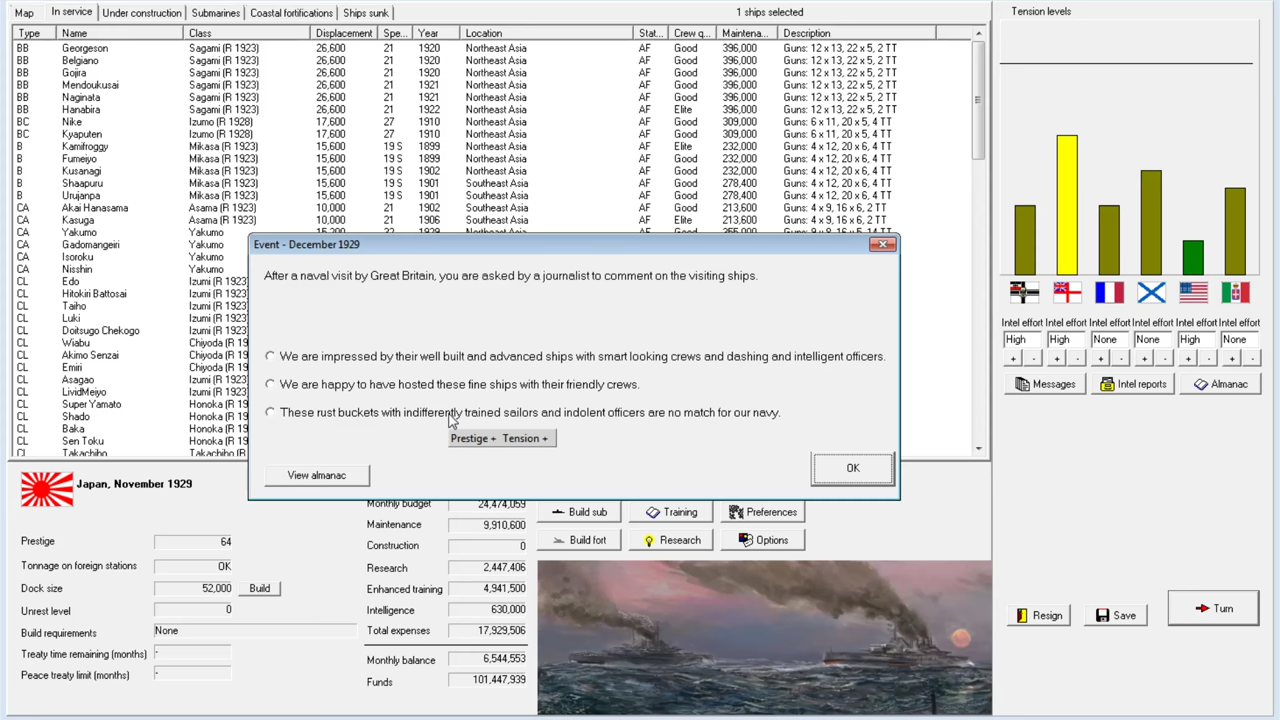 Map In service Under construction Submarines Coastal fortifications Ships sunk 1 ships selected Tension levels
Type Name Class Displacement Spe... Year Location Stat... Crew q... Maintena... Description
BB Georgeson Sagami (R 1923) 26,600 21 1920 Northeast Asia AF Good 396,000 Guns: 12 x 13, 22 x 5, 2 TT
BB Belgiano Sagami (R 1923) 26,600 21 1920 Northeast Asia AF Good 396,000 Guns: 12 x 13, 22 x 5, 2 TT
BB Gojira Sagami (R 1923) 26,600 21 1920 Northeast Asia AF Good 396,000 Guns: 12 x 13, 22 x 5, 2 TT
BB Mendoukusai Sagami (R 1923) 26,600 21 1921 Northeast Asia AF Good 396,000 Guns: 12 x 13, 22 x 5, 2 TT
BB Naginata Sagami (R 1923) 26,600 21 1921 Northeast Asia AF Good 396,000 Guns: 12 x 13, 22 x 5, 2 TT
BB Hanabira Sagami (R 1923) 26,600 21 1922 Northeast Asia AF Elite 396,000 Guns: 12 x 13, 22 x 5, 2 TT
BC Nike Izumo (R 1928) 17,600 27 1910 Northeast Asia AF Good 309,000 Guns: 6 x 11, 20 x 5, 4 TT
BC Kyaputen Izumo (R 1928) 17,600 27 1910 Northeast Asia AF Good 309,000 Guns: 6 x 11, 20 x 5, 4 TT
B Kamifroggy Mikasa (R 1923) 15,600 19 S 1899 Northeast Asia AF Elite 232,000 Guns: 4 x 12, 20 x 6, 2 TT
B Fumeiyo Mikasa (R 1923) 15,600 19 S 1899 Northeast Asia AF Good 232,000 Guns: 4 x 12, 20 x 6, 2 TT
B Kusanagi Mikasa (R 1923) 15,600 19 S 1902 Northeast Asia AF Good 232,000 Guns: 4 x 12, 20 x 6, 2 TT
B Shaapuru Mikasa (R 1923) 15,600 19 S 1901 Southeast Asia AF Good 278,400 Guns: 4 x 12, 20 x 6, 2 TT
B Urujanpa Mikasa (R 1923) 15,600 19 S 1901 Southeast Asia AF Good 278,400 Guns: 4 x 12, 20 x 6, 2 TT
CA Akai Hanasama Asama (R 1923) 10,000 21 1902 Southeast Asia AF Good 213,600 Guns: 4 x 9, 16 x 6, 2 TT
CA Kasuga Asama (R 1923) 10,000 21 1906 Southeast Asia AF Elite 213,600 Guns: 4 x 9, 16 x 6, 2 TT
CA Yakumo Yakumo
CA Gadomangeiri Yakumo
CA Isoroku Yakumo
CA Nisshin Yakumo
CL Edo Izumi (R 1923)
CL Hitokiri Battosai Izumi (R 1923)
CL Taiho Izumi (R 1923)
CL Luki Izumi (R 1923)
CL Doitsugo Chekogo Izumi (R 1923)
CL Wiabu Chiyoda (R 1923)
CL Akimo Senzai Chiyoda (R 1923)
CL Emiri Chiyoda (R 1923)
CL Asagao Honoka (R 1923)
CL LividMeiyo Honoka (R 1923)
CL Super Yamato Honoka (R 1923)
CL Shado Honoka (R 1923)
CL Baka Honoka (R 1923)
CL Sen Toku Honoka (R 1923)
CL Takachiho
Event - December 1929
After a naval visit by Great Britain, you are asked by a journalist to comment on the visiting ships.
We are impressed by their well built and advanced ships with smart looking crews and dashing and intelligent officers.
We are happy to have hosted these fine ships with their friendly crews.
These rust buckets with indifferently trained sailors and indolent officers are no match for our navy.
Prestige + Tension +
View almanac OK
Intel effort Intel effort Intel effort Intel effort Intel effort Intel effort
High High None None High None
+ - + - + - + - + - + -
Messages Intel reports Almanac
Japan, November 1929
Prestige 64
Tonnage on foreign stations OK
Dock size 52,000 Build
Unrest level 0
Build requirements None
Treaty time remaining (months) -
Peace treaty limit (months) -
Monthly budget 24,474,059
Maintenance 9,910,600
Construction 0
Research 2,447,406
Enhanced training 4,941,500
Intelligence 630,000
Total expenses 17,929,506
Monthly balance 6,544,553
Funds 101,447,939
Build sub Training Preferences
Build fort Research Options
Resign Save Turn